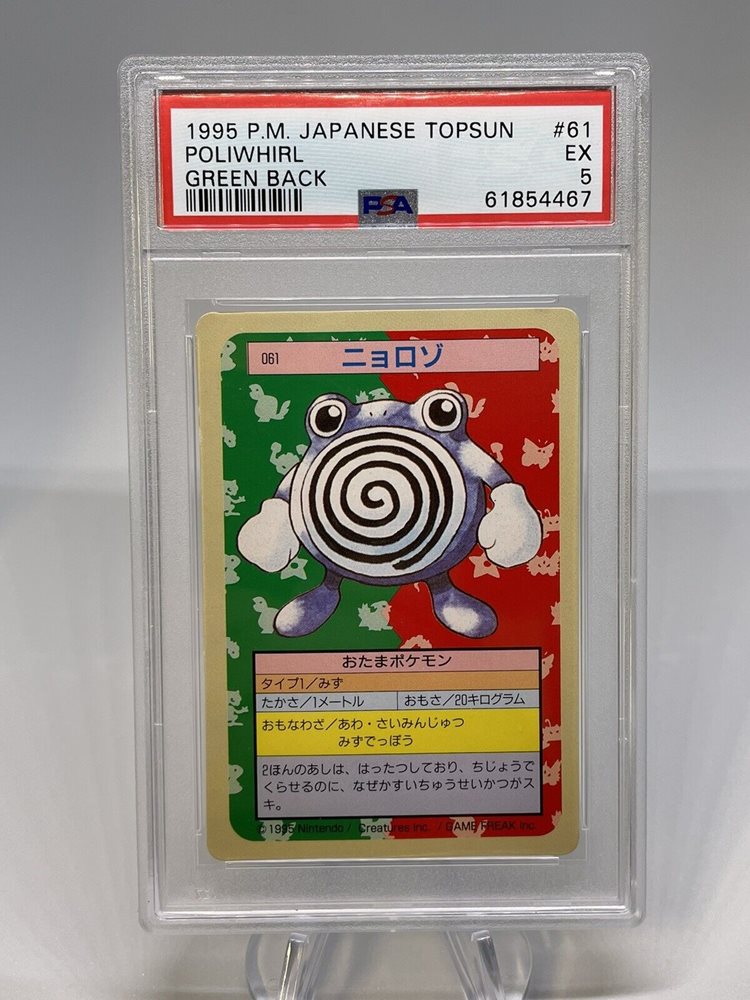 1995 P.M. JAPANESE TOPSUN #61
POLIWHIRL EX
GREEN BACK 5
PSA 61854467
061 ニョロゾ
おたまポケモン
タイプ1/みず
たかさ/1メートル おもさ/20キログラム
おもなわざ/あわ・さいみんじゅつ
みずでっぽう
2ほんのあしは、はったつしており、ちじょうで
くらせるのに、なぜかすいちゅうせいかつがス
キ。
©1995 Nintendo / Creatures inc. / GAME FREAK inc.